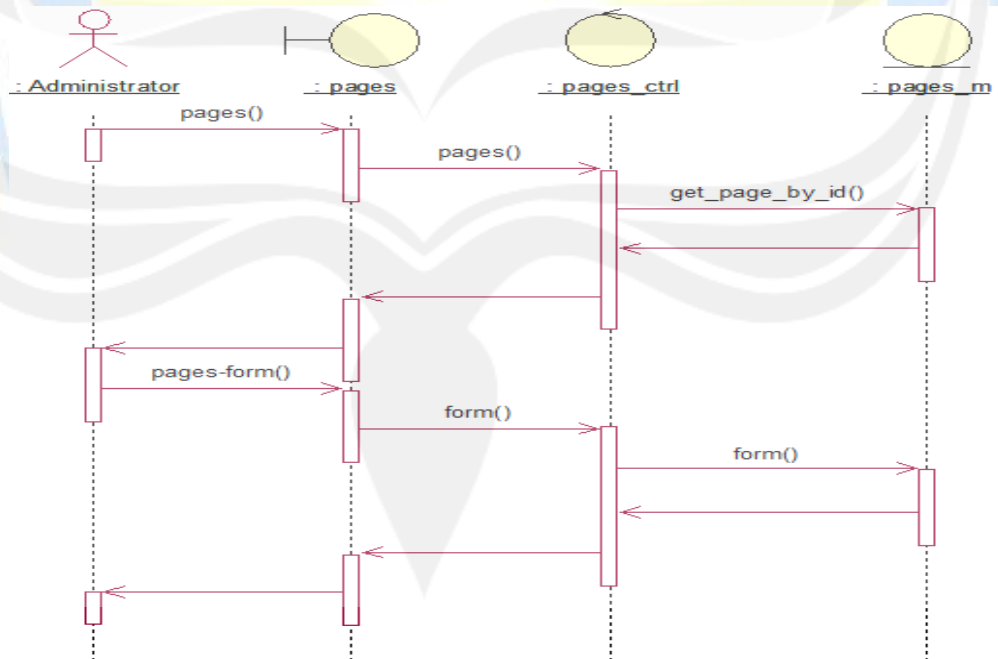 : Administrator
: pages
: pages_ctrl
: pages_m
pages()
pages()
get_page_by_id()
pages-form()
form()
form()